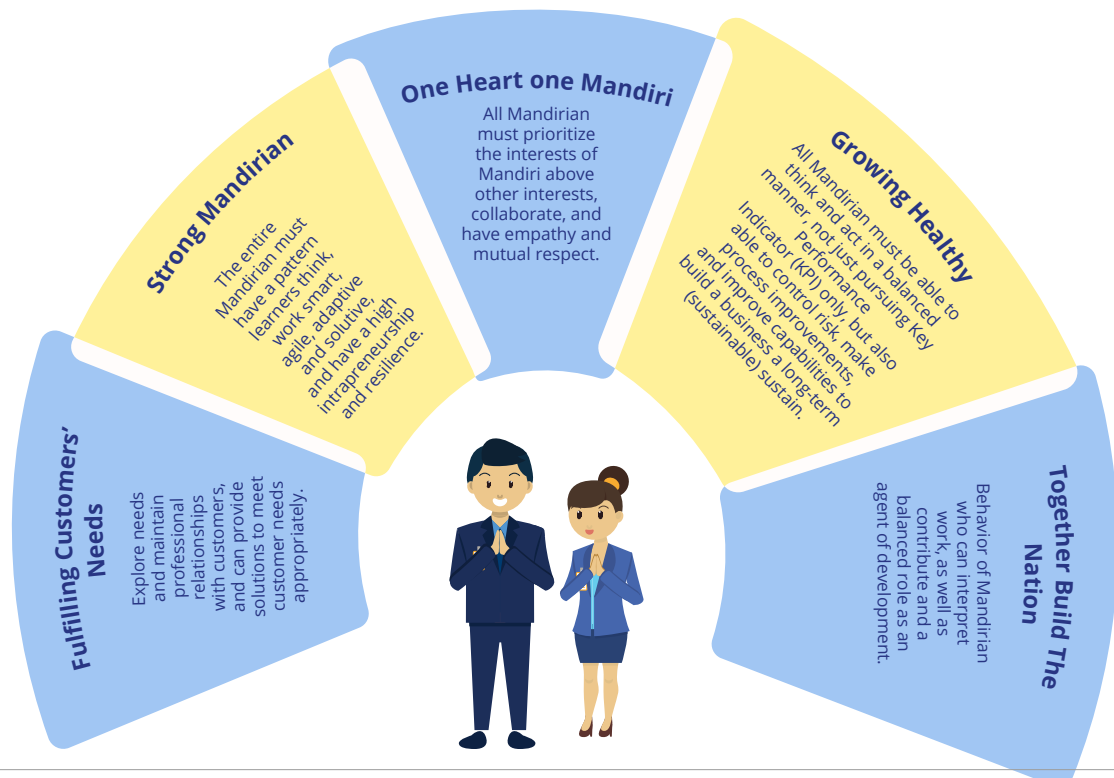 Fulfilling Customers’
Needs
Explore needs
and maintain
professional
relationships
with customers,
and can provide
solutions to meet
customer needs
appropriately.
Strong Mandirian
The entire
Mandirian must
have a pattern
learners think,
work smart,
agile, adaptive
and solutive,
and have a high
intrapreneurship
and resilience.
One Heart one Mandiri
All Mandirian
must prioritize
the interests of
Mandiri above
other interests,
collaborate, and
have empathy and
mutual respect.
Growing Healthy
All Mandirian must be able to
think and act in a balanced
manner, not just pursuing Key
Performance
Indicator (KPI) only, but also
able to control risk, make
process improvements,
and improve capabilities to
build a business a long-term
(sustainable) sustain.
Together Build The
Nation
Behavior of Mandirian
who can interpret
work, as well as
contribute and a
balanced role as an
agent of development.